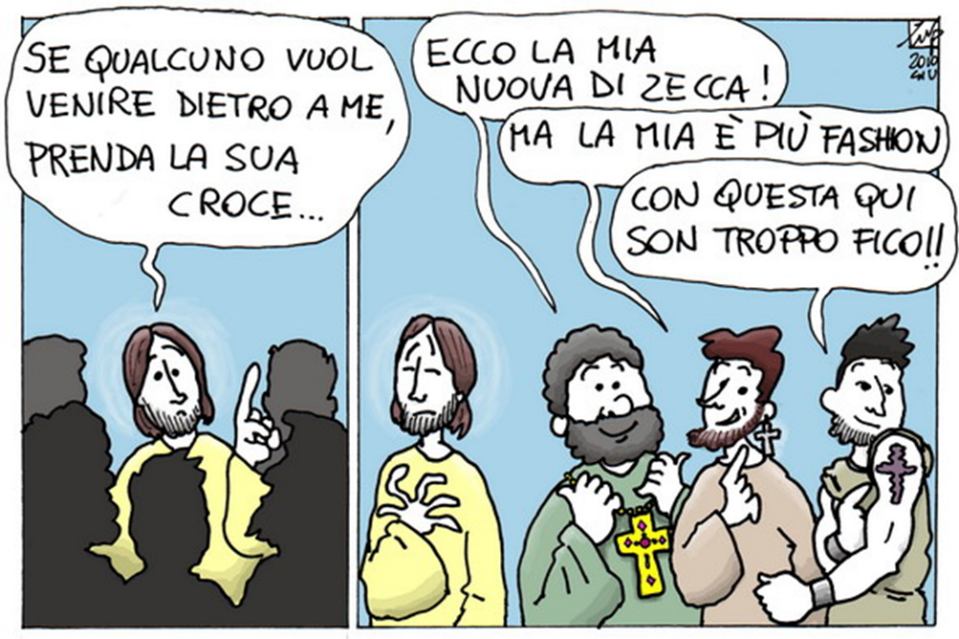 SE QUALCUNO VUOL
VENIRE DIETRO A ME,
PRENDA LA SUA
CROCE...
ECCO LA MIA
NUOVA DI ZECCA!
MA LA MIA È PIÙ FASHION
CON QUESTA QUI
SON TROPPO FICO!!
2010